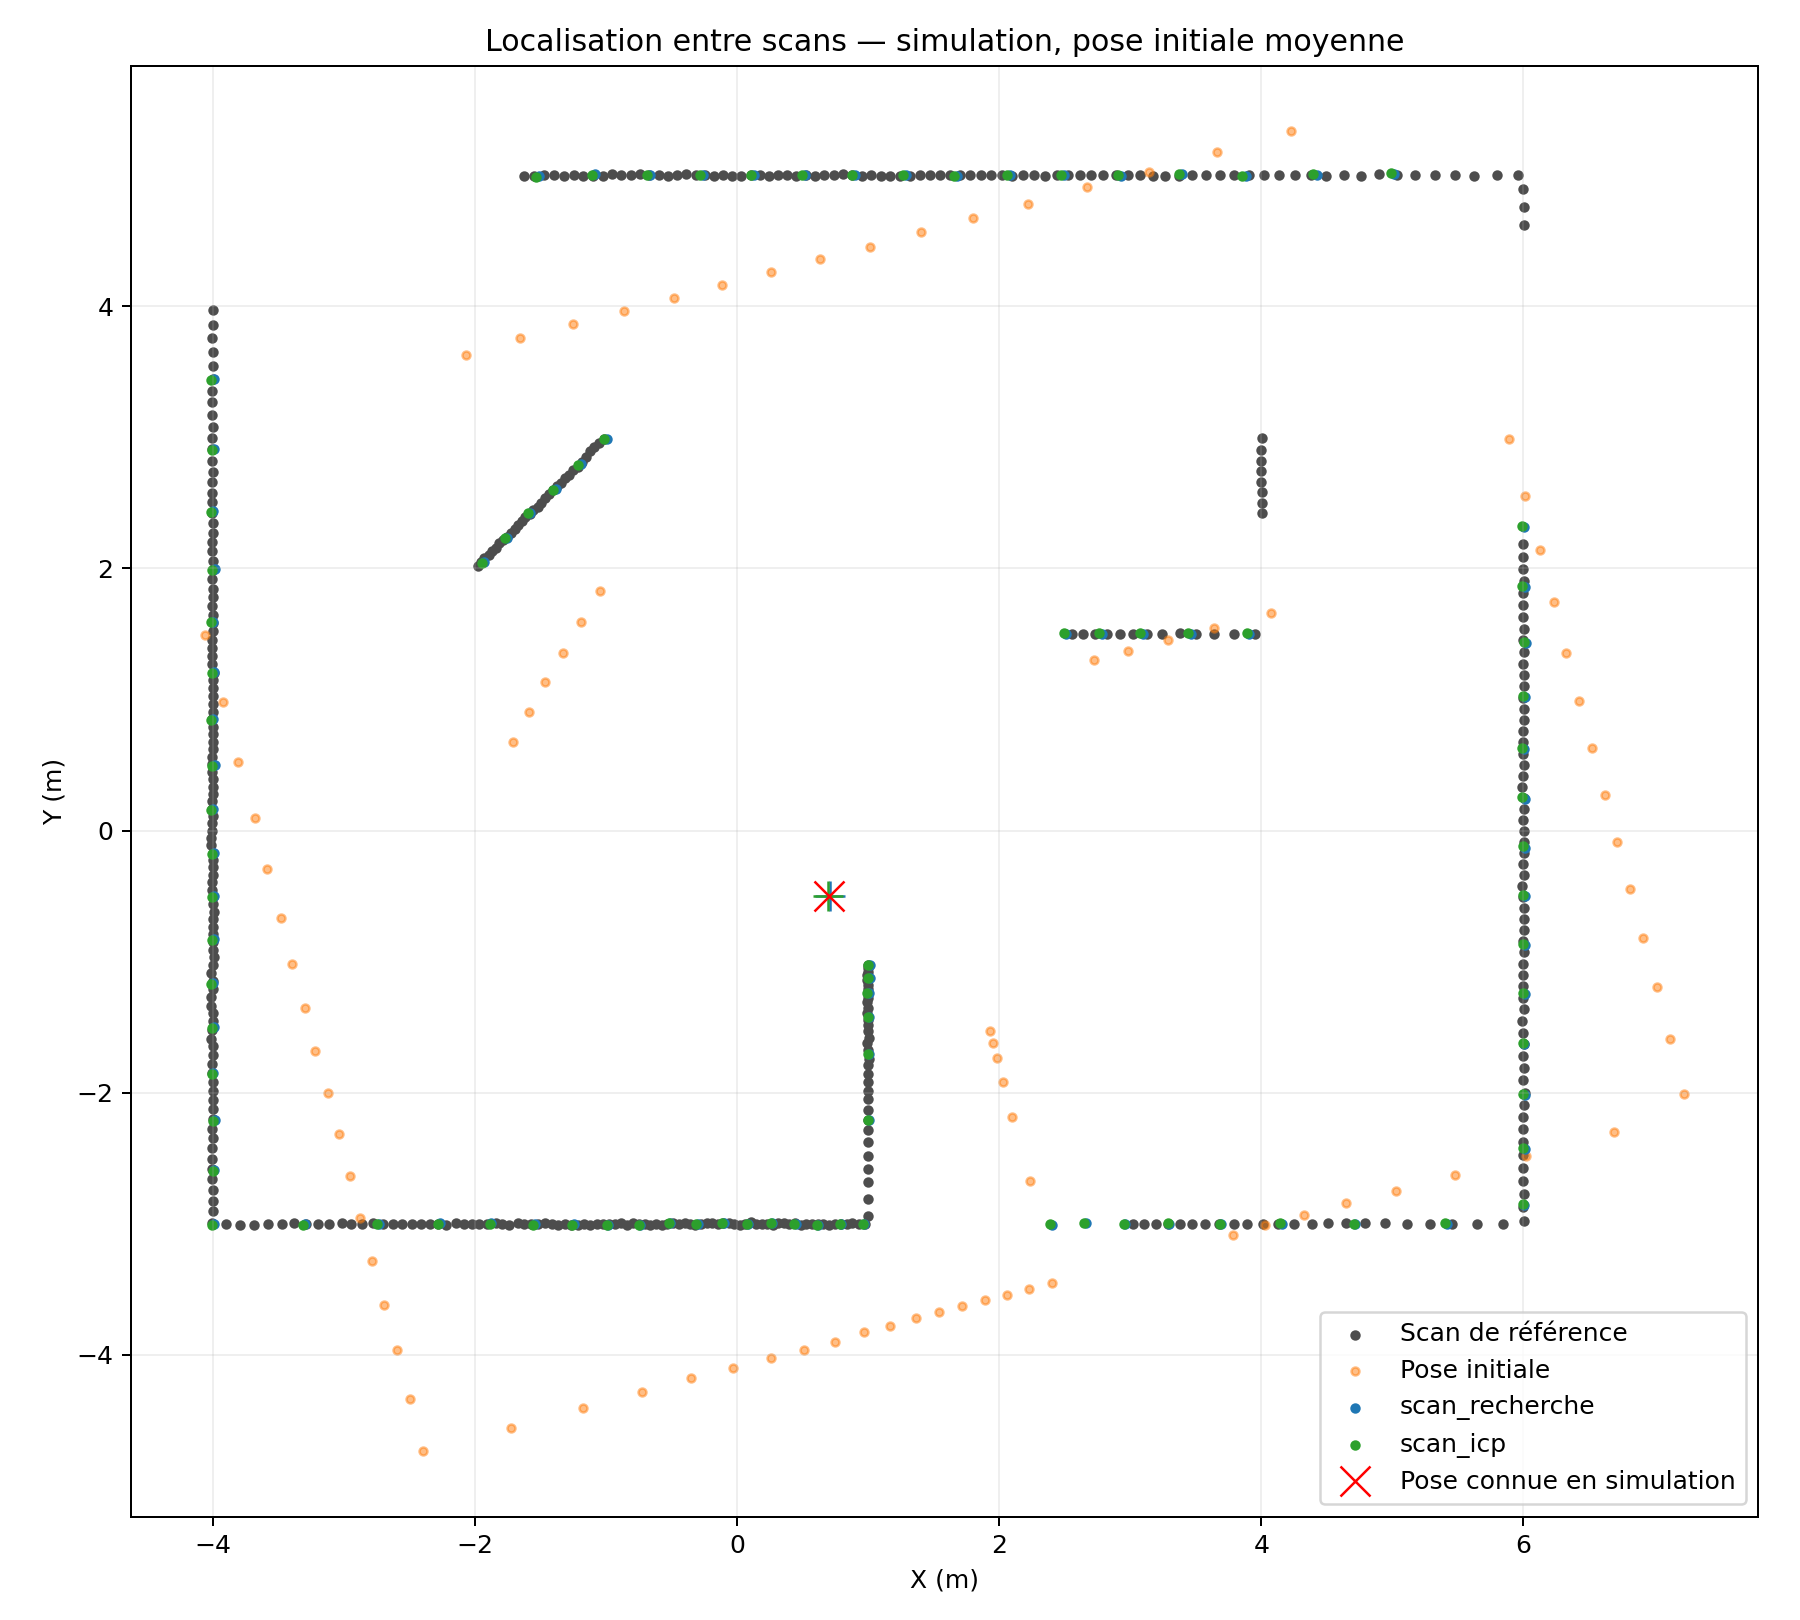 Localisation entre scans — simulation, pose initiale moyenne
4
2
0
−2
−4
Y (m)
−4 −2 0 2 4 6
X (m)
Scan de référence
Pose initiale
scan_recherche
scan_icp
Pose connue en simulation